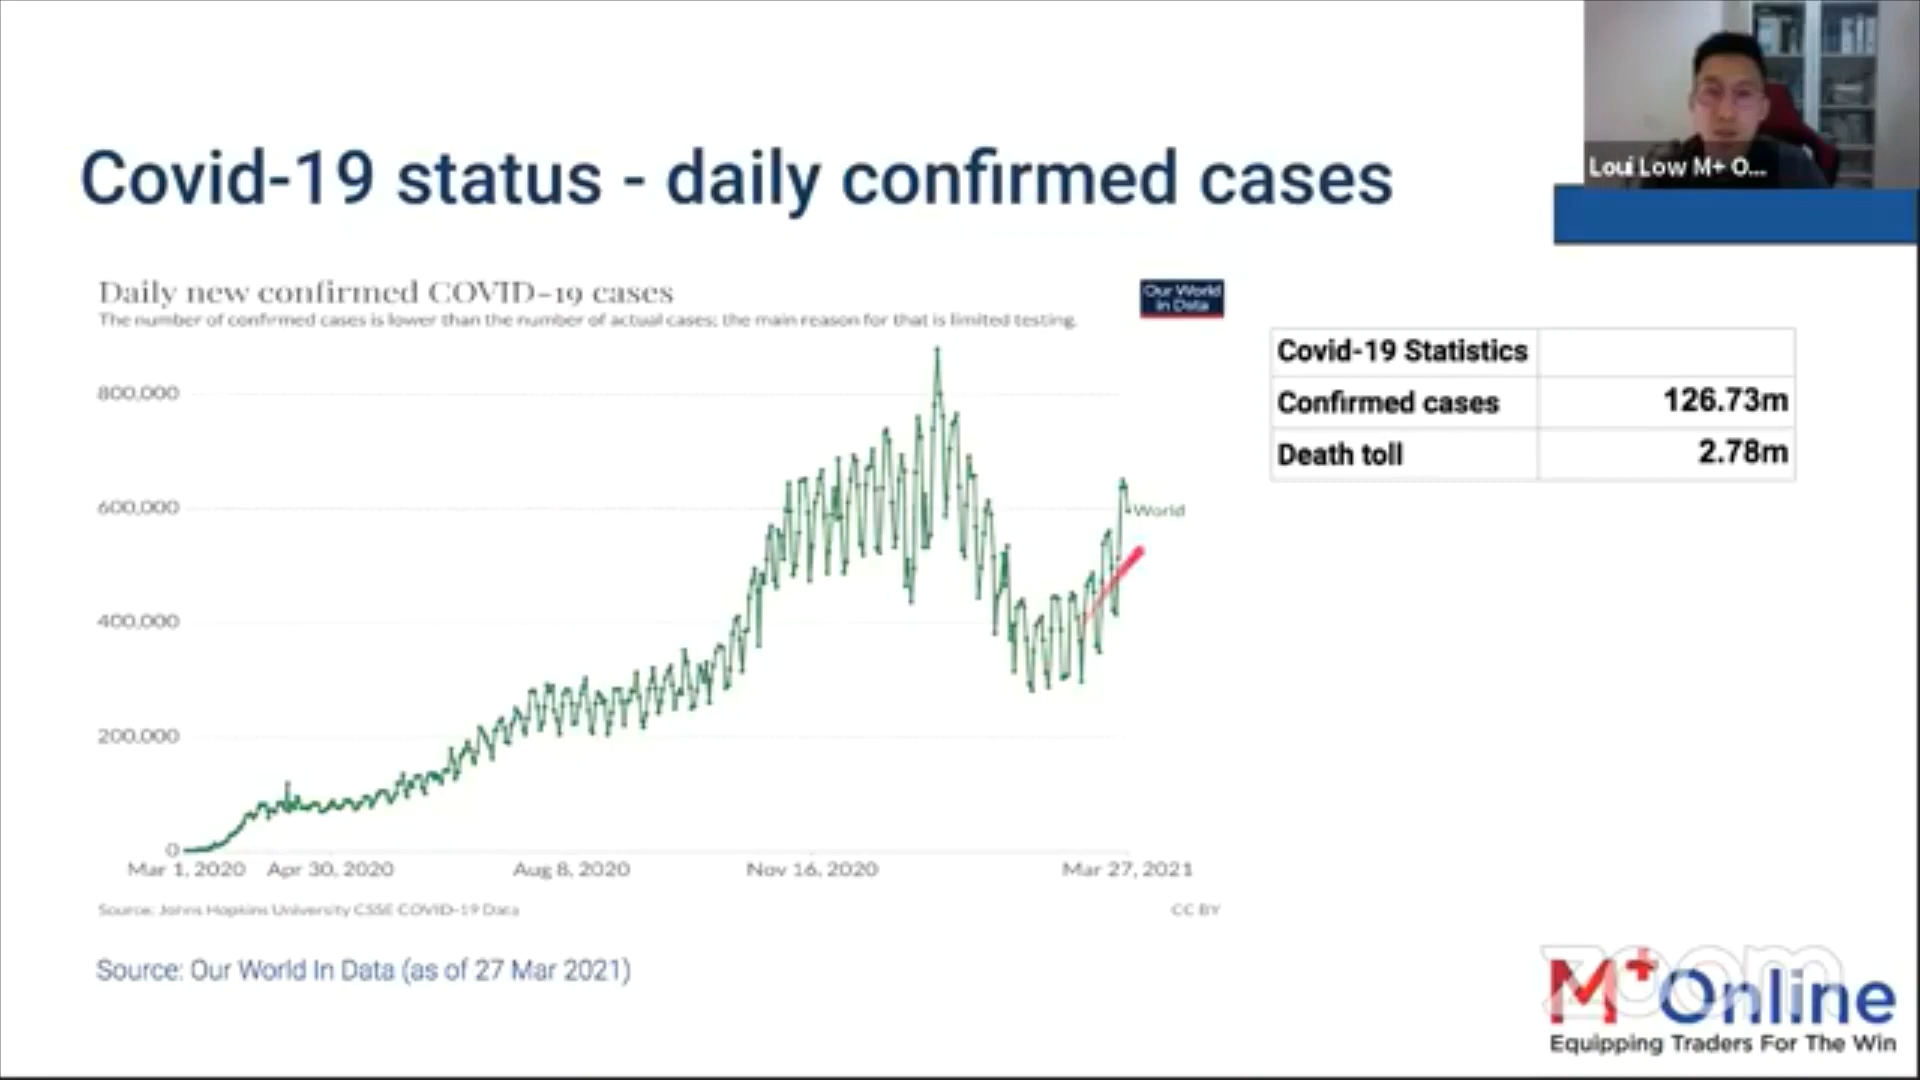 Loui Low M+ O...
Covid-19 status - daily confirmed cases
Daily new confirmed COVID-19 cases
The number of confirmed cases is lower than the number of actual cases; the main reason for that is limited testing.
Our World
in Data
800,000
600,000
400,000
200,000
0
World
Mar 1, 2020 Apr 30, 2020 Aug 8, 2020 Nov 16, 2020 Mar 27, 2021
Source: Johns Hopkins University CSSE COVID-19 Data
CC BY
Covid-19 Statistics
Confirmed cases 126.73m
Death toll 2.78m
Source: Our World In Data (as of 27 Mar 2021)
zoom
M+ Online
Equipping Traders For The Win